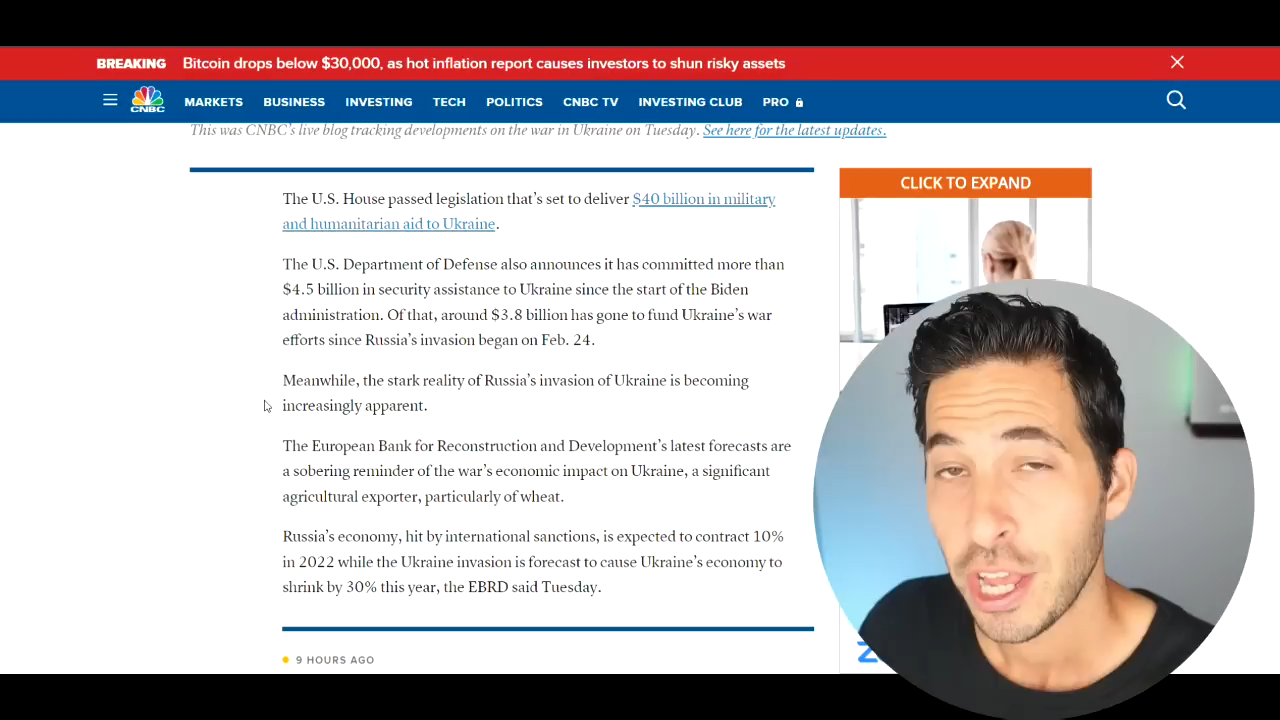 BREAKING Bitcoin drops below $30,000, as hot inflation report causes investors to shun risky assets
CNBC MARKETS BUSINESS INVESTING TECH POLITICS CNBC TV INVESTING CLUB PRO
This was CNBC's live blog tracking developments on the war in Ukraine on Tuesday. See here for the latest updates.
The U.S. House passed legislation that's set to deliver $40 billion in military
and humanitarian aid to Ukraine.
The U.S. Department of Defense also announces it has committed more than
$4.5 billion in security assistance to Ukraine since the start of the Biden
administration. Of that, around $3.8 billion has gone to fund Ukraine's war
efforts since Russia's invasion began on Feb. 24.
Meanwhile, the stark reality of Russia's invasion of Ukraine is becoming
increasingly apparent.
The European Bank for Reconstruction and Development's latest forecasts are
a sobering reminder of the war's economic impact on Ukraine, a significant
agricultural exporter, particularly of wheat.
Russia's economy, hit by international sanctions, is expected to contract 10%
in 2022 while the Ukraine invasion is forecast to cause Ukraine's economy to
shrink by 30% this year, the EBRD said Tuesday.
9 HOURS AGO
CLICK TO EXPAND